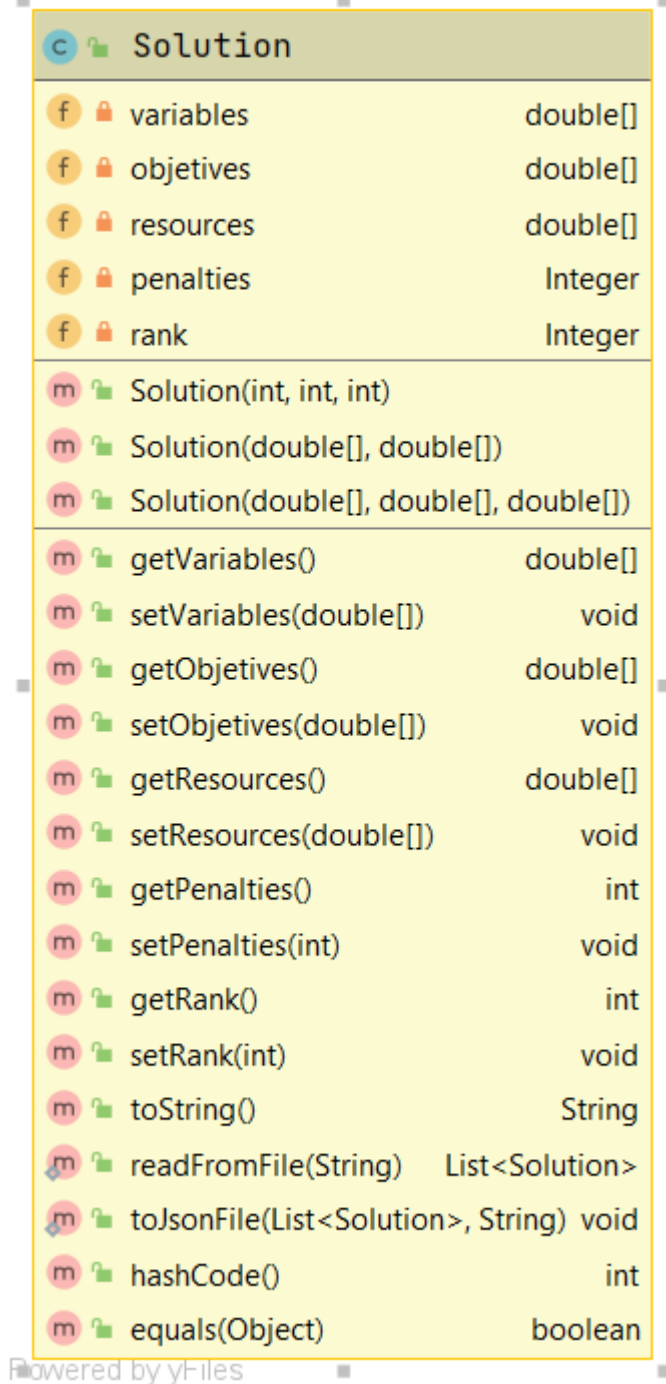 c Solution
f variables double[]
f objetives double[]
f resources double[]
f penalties Integer
f rank Integer
m Solution(int, int, int)
m Solution(double[], double[])
m Solution(double[], double[], double[])
m getVariables() double[]
m setVariables(double[]) void
m getObjetives() double[]
m setObjetives(double[]) void
m getResources() double[]
m setResources(double[]) void
m getPenalties() int
m setPenalties(int) void
m getRank() int
m setRank(int) void
m toString() String
m readFromFile(String) List<Solution>
m toJsonFile(List<Solution>, String) void
m hashCode() int
m equals(Object) boolean
Powered by yFiles